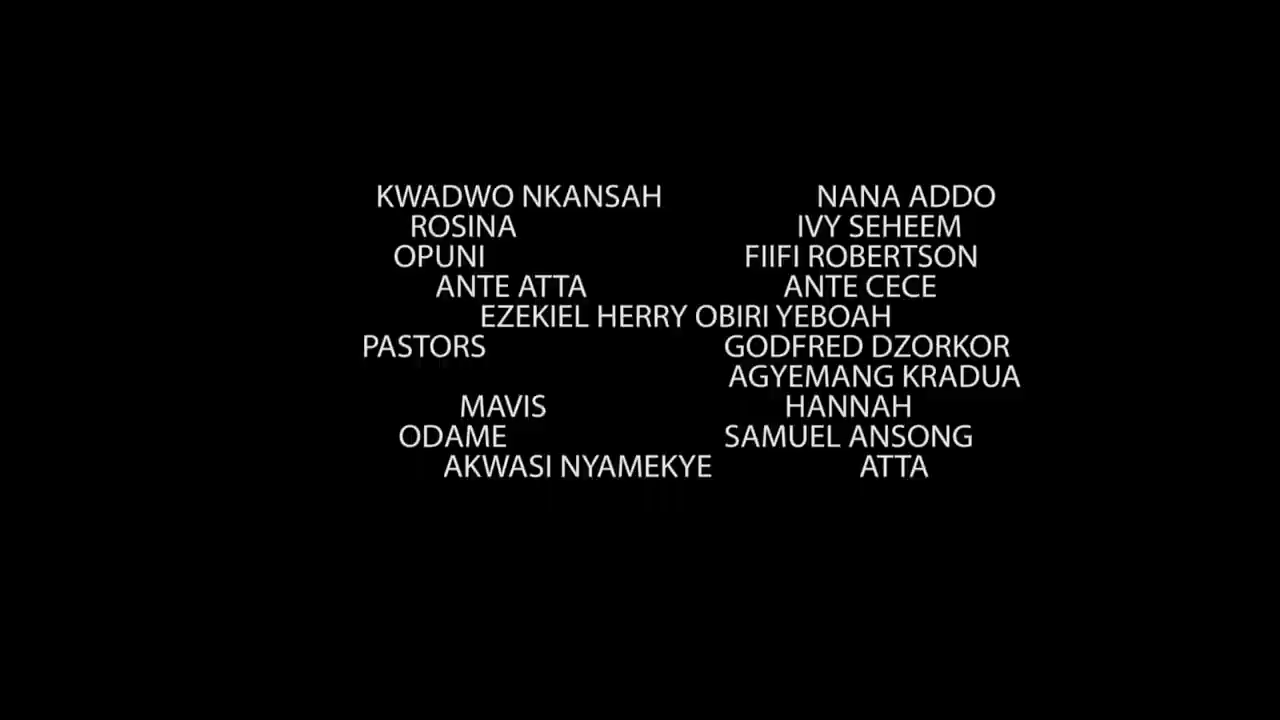 KWADWO NKANSAH NANA ADDO
ROSINA IVY SEHEEM
OPUNI FIIFI ROBERTSON
ANTE ATTA ANTE CECE
EZEKIEL HERRY OBIRI YEBOAH
PASTORS GODFRED DZORKOR
AGYEMANG KRADUA
MAVIS HANNAH
ODAME SAMUEL ANSONG
AKWASI NYAMEKYE ATTA